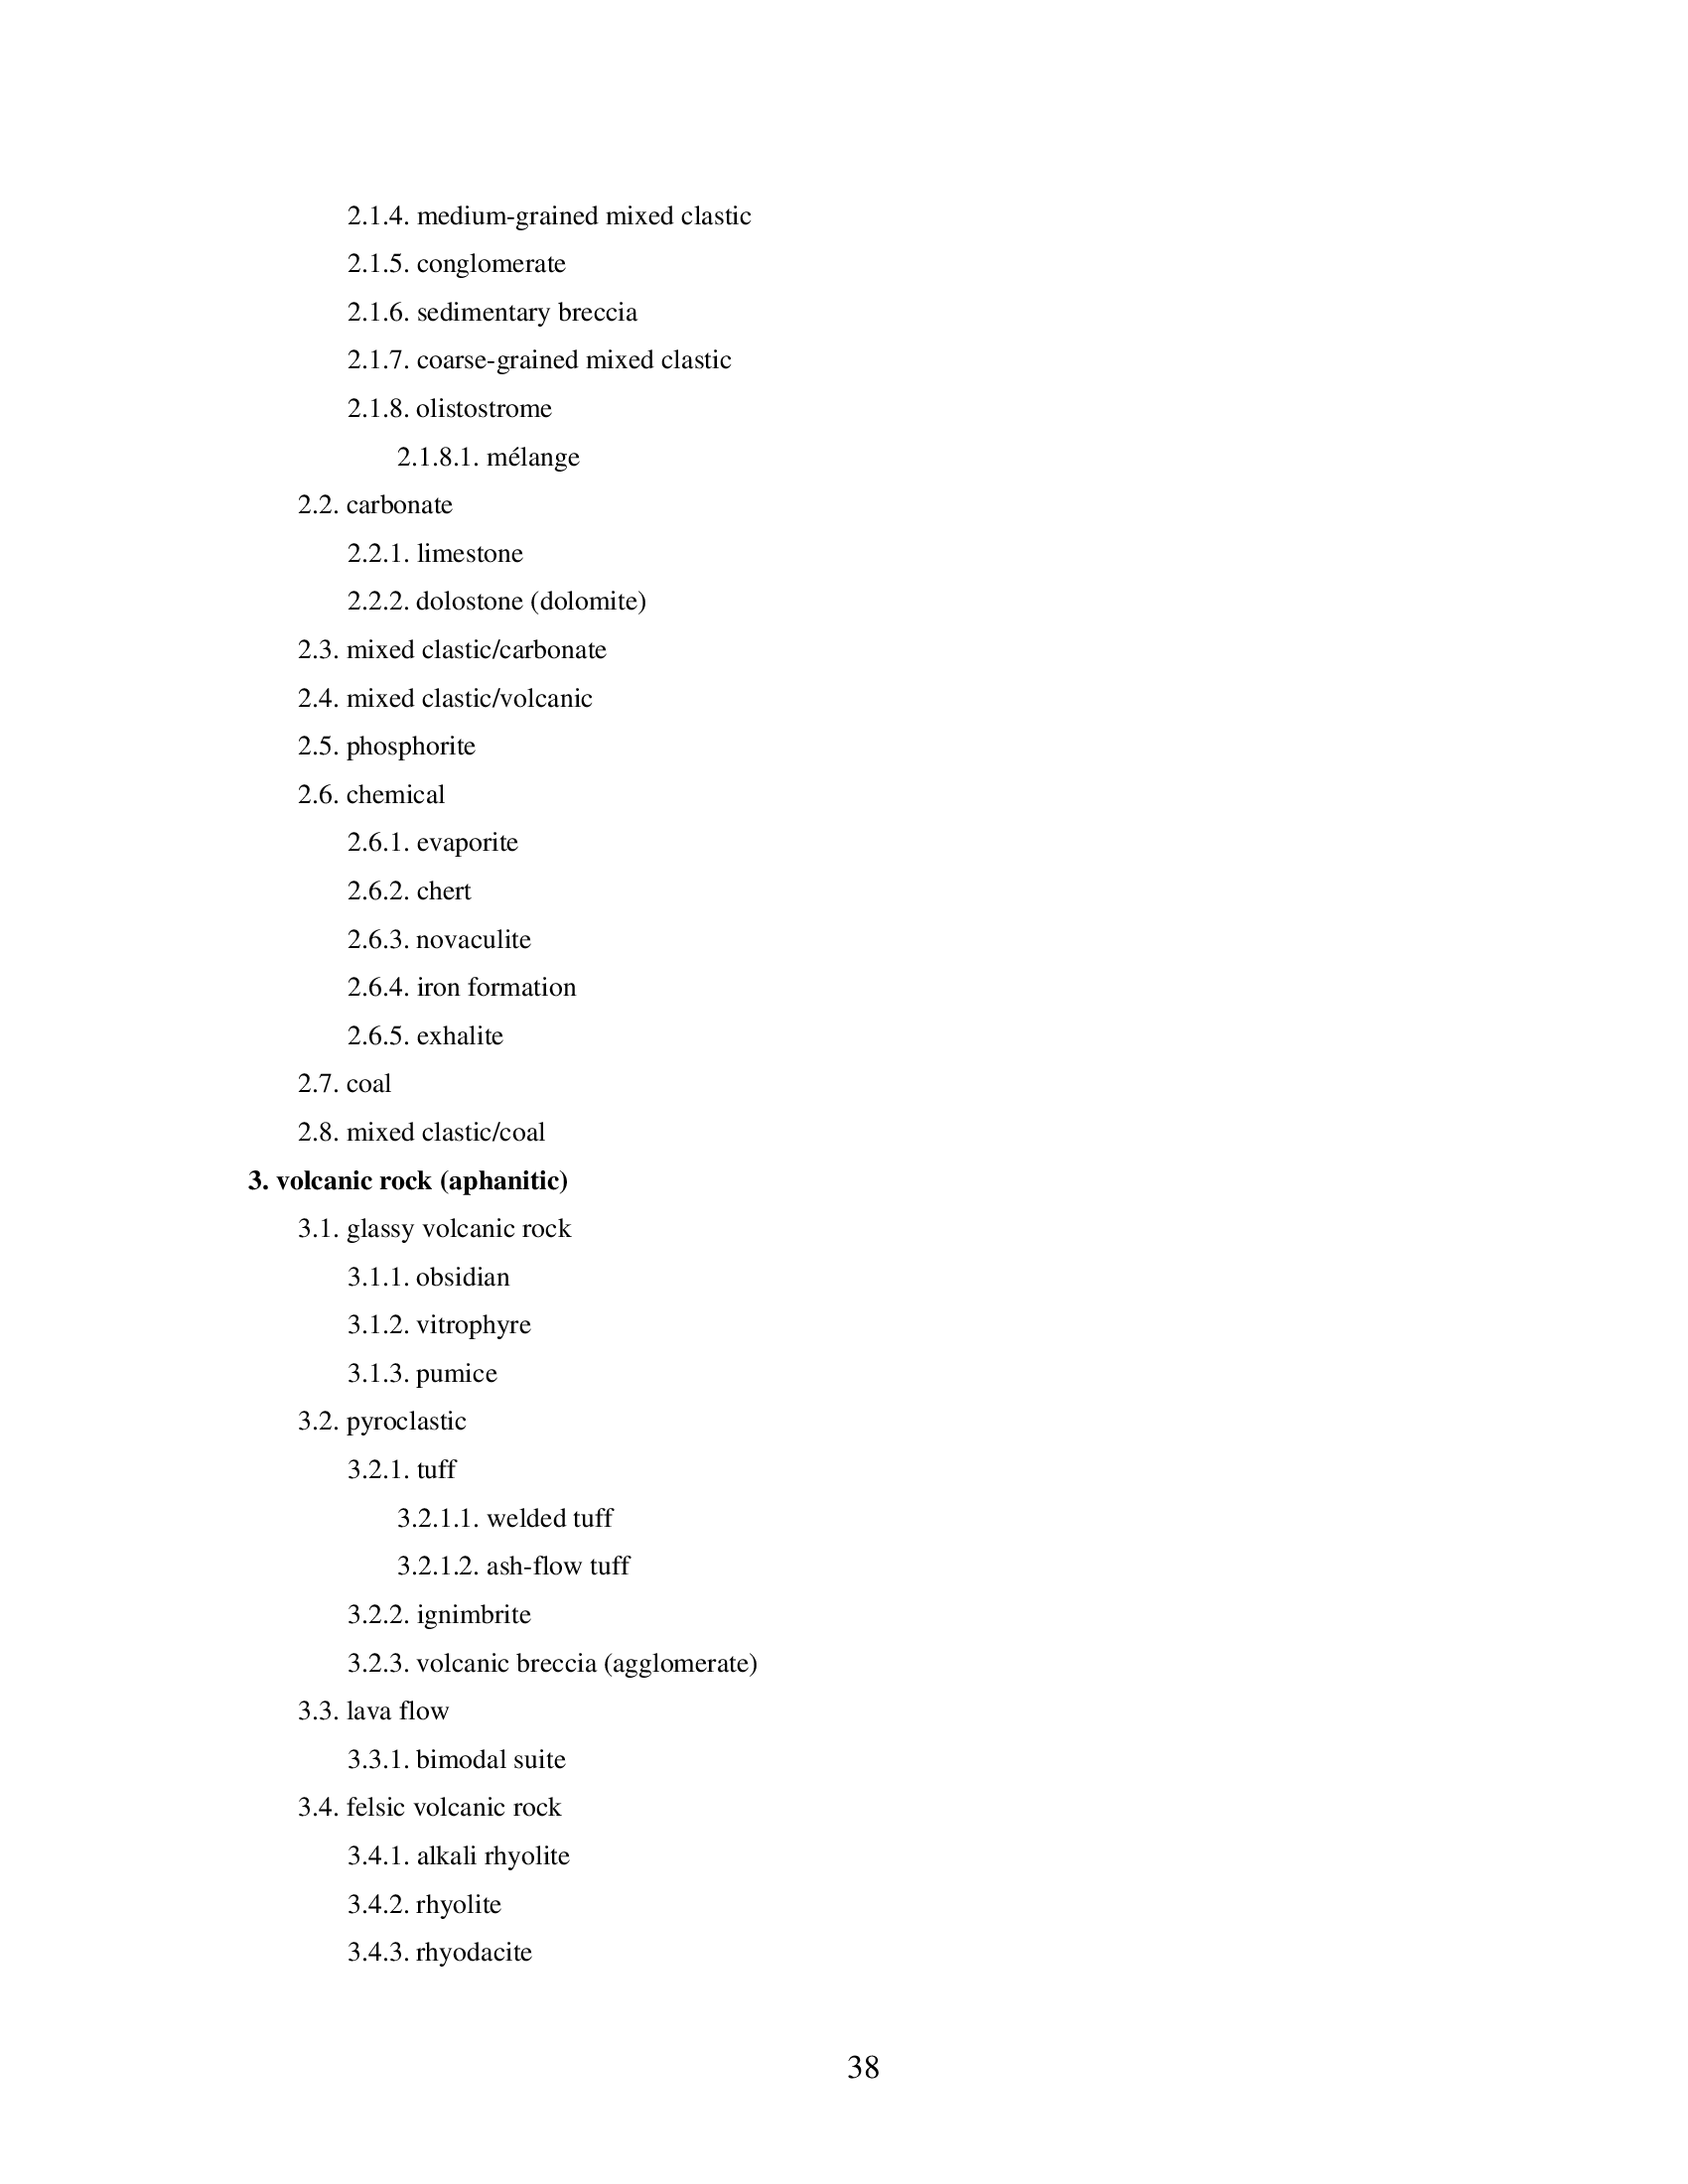 2.1.4. medium-grained mixed clastic
2.1.5. conglomerate
2.1.6. sedimentary breccia
2.1.7. coarse-grained mixed clastic
2.1.8. olistostrome
2.1.8.1. mélange
2.2. carbonate
2.2.1. limestone
2.2.2. dolostone (dolomite)
2.3. mixed clastic/carbonate
2.4. mixed clastic/volcanic
2.5. phosphorite
2.6. chemical
2.6.1. evaporite
2.6.2. chert
2.6.3. novaculite
2.6.4. iron formation
2.6.5. exhalite
2.7. coal
2.8. mixed clastic/coal
3. volcanic rock (aphanitic)
3.1. glassy volcanic rock
3.1.1. obsidian
3.1.2. vitrophyre
3.1.3. pumice
3.2. pyroclastic
3.2.1. tuff
3.2.1.1. welded tuff
3.2.1.2. ash-flow tuff
3.2.2. ignimbrite
3.2.3. volcanic breccia (agglomerate)
3.3. lava flow
3.3.1. bimodal suite
3.4. felsic volcanic rock
3.4.1. alkali rhyolite
3.4.2. rhyolite
3.4.3. rhyodacite
38